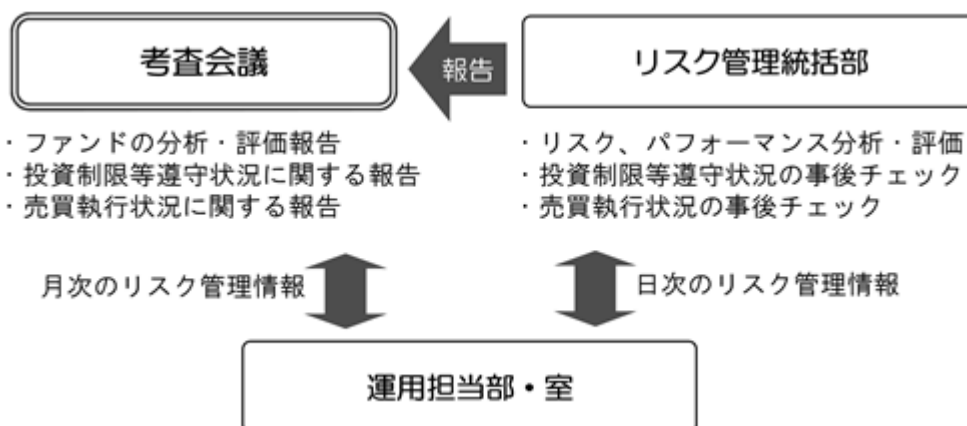 考査会議
報告
リスク管理統括部
・ファンドの分析・評価報告
・投資制限等遵守状況に関する報告
・売買執行状況に関する報告
・リスク、パフォーマンス分析・評価
・投資制限等遵守状況の事後チェック
・売買執行状況の事後チェック
月次のリスク管理情報
日次のリスク管理情報
運用担当部・室